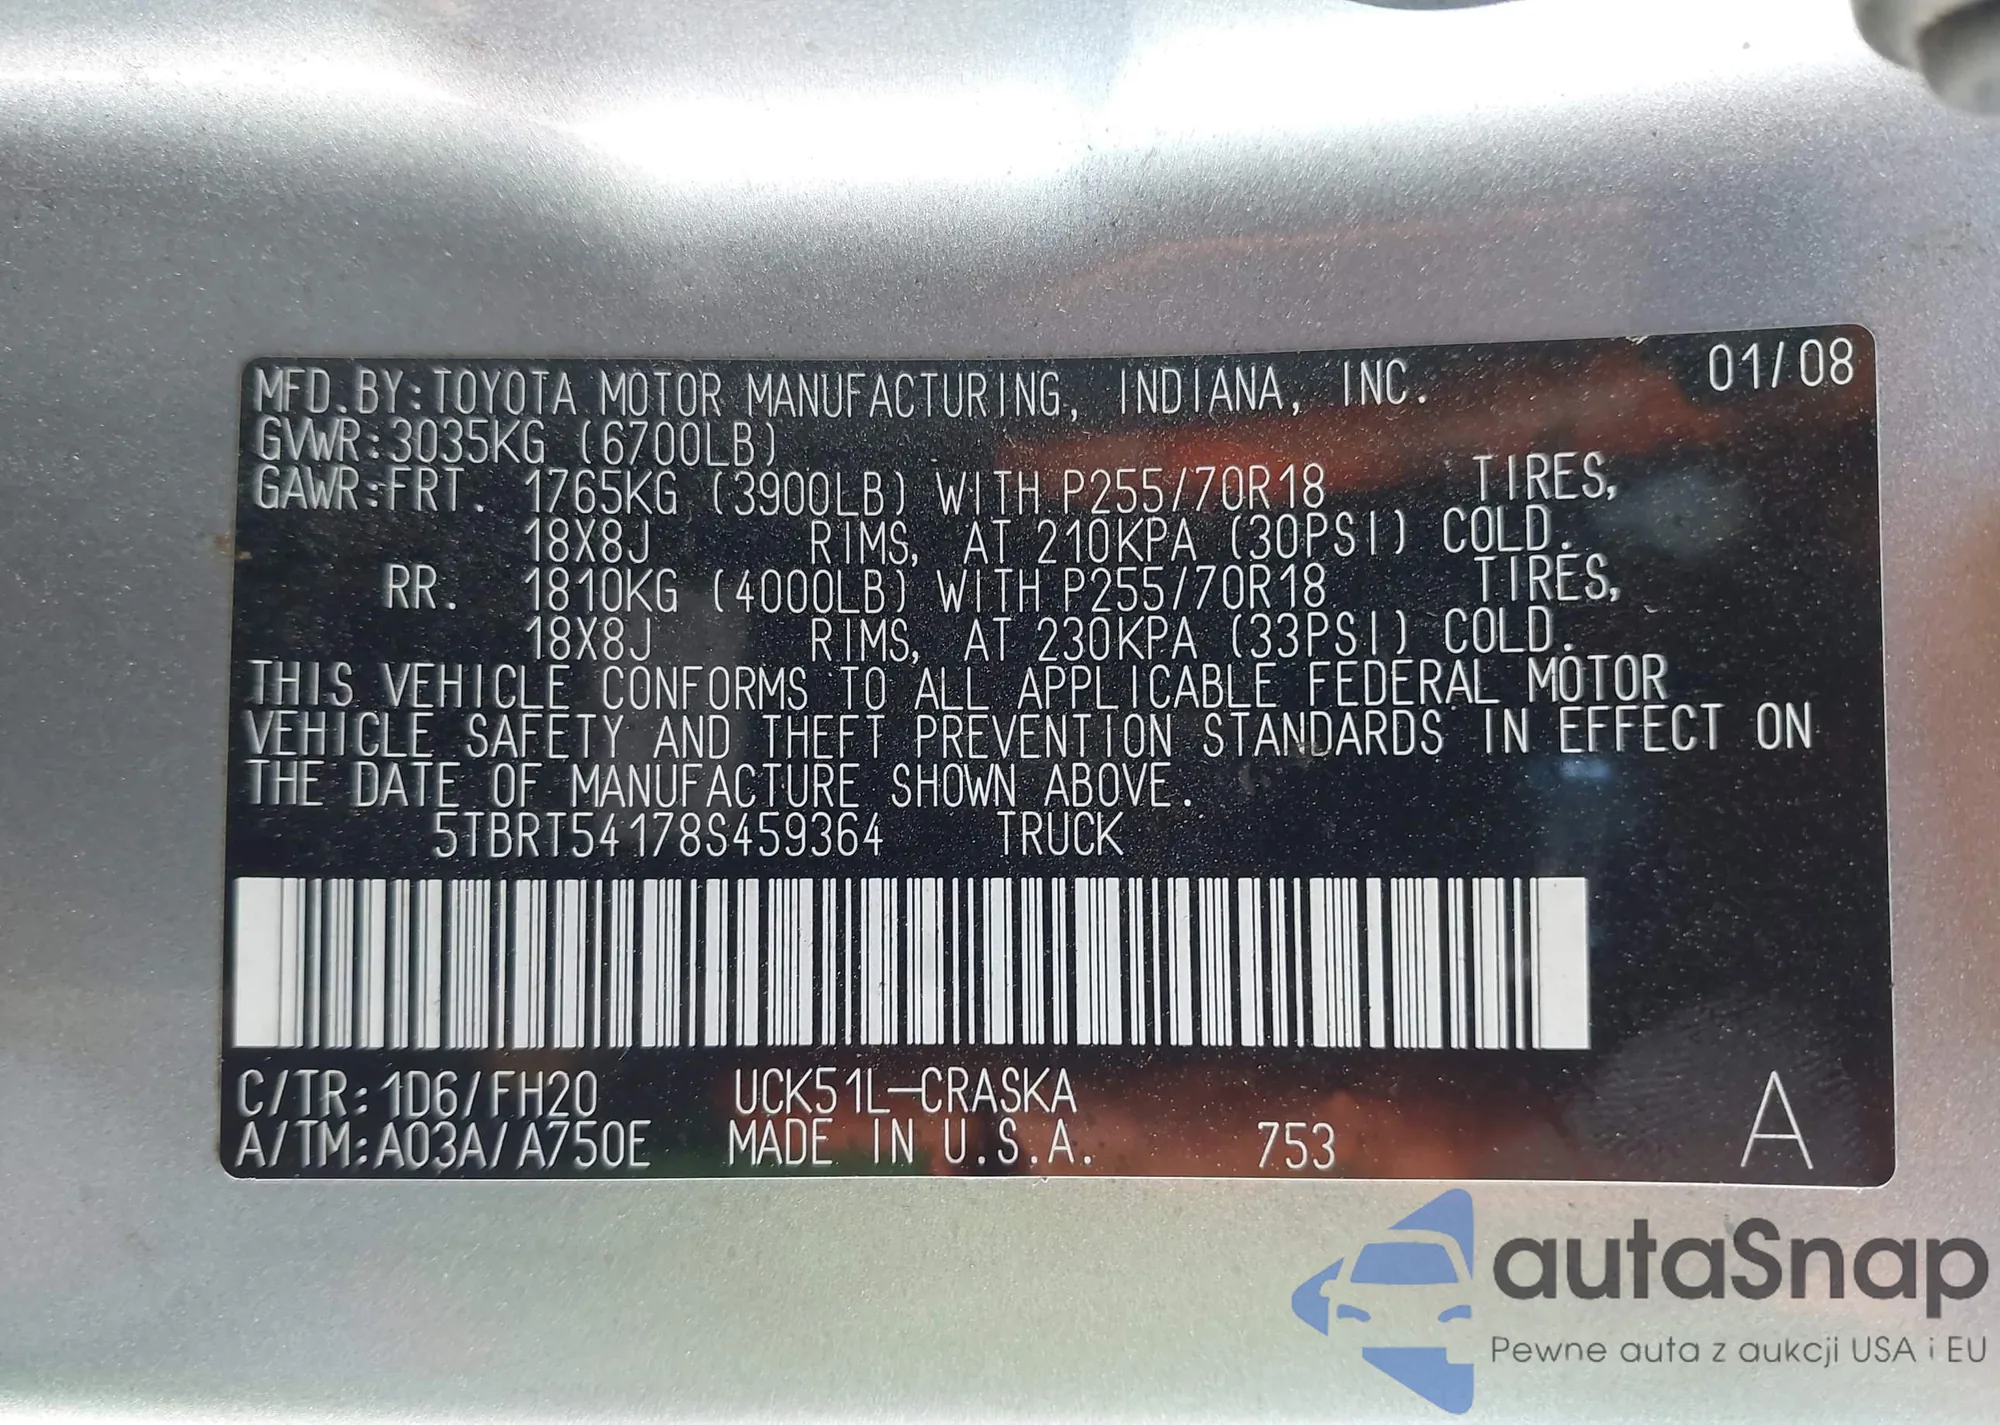 MFD.BY:TOYOTA MOTOR MANUFACTURING, INDIANA, INC. 01/08
GVWR:3035KG (6700LB)
GAWR:FRT. 1765KG (3900LB) WITH P255/70R18 TIRES,
18X8J RIMS, AT 210KPA (30PSI) COLD.
RR. 1810KG (4000LB) WITH P255/70R18 TIRES,
18X8J RIMS, AT 230KPA (33PSI) COLD.
THIS VEHICLE CONFORMS TO ALL APPLICABLE FEDERAL MOTOR
VEHICLE SAFETY AND THEFT PREVENTION STANDARDS IN EFFECT ON
THE DATE OF MANUFACTURE SHOWN ABOVE.
5TBRT54178S459364 TRUCK
C/TR:1D6/FH20 UCK51L-CRASKA
A/TM:A03A/A750E MADE IN U.S.A. 753 A
autaSnap
Pewne auta z aukcji USA i EU